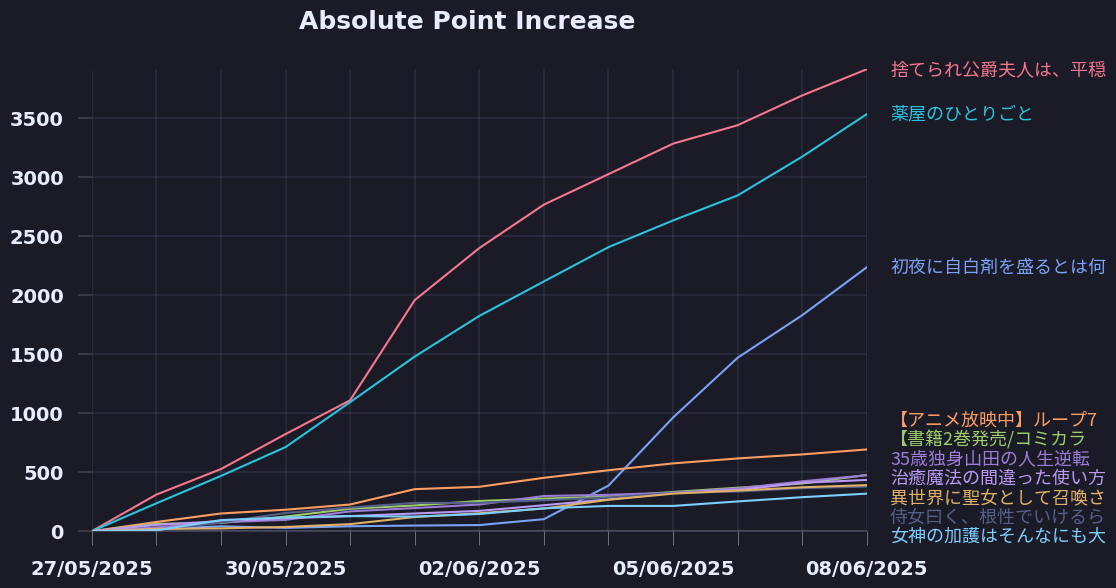 Absolute Point Increase
捨てられ公爵夫人は、平穏
薬屋のひとりごと
初夜に自白剤を盛るとは何
【アニメ放映中】ループ7
【書籍2巻発売/コミカラ
35歳独身山田の人生逆転
治癒魔法の間違った使い方
異世界に聖女として召喚さ
侍女曰く、根性でいけるら
女神の加護はそんなにも大
3500
3000
2500
2000
1500
1000
500
0
27/05/2025 30/05/2025 02/06/2025 05/06/2025 08/06/2025